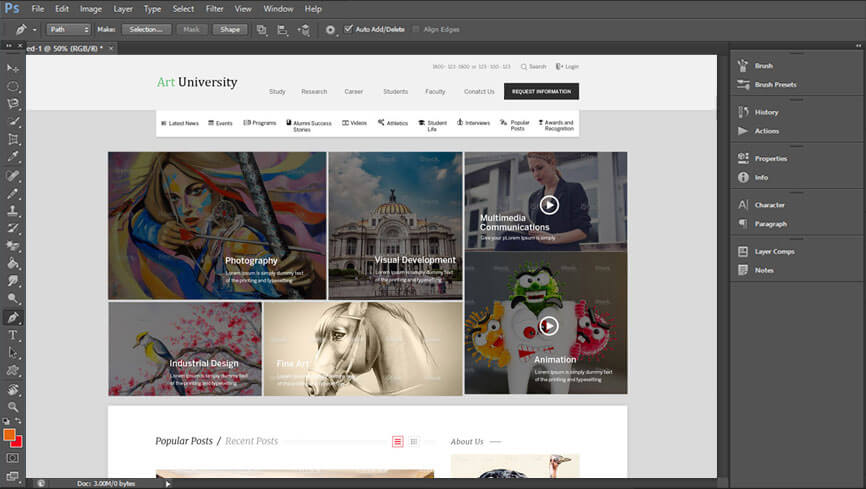 Ps File Edit Image Layer Type Select Filter View Window Help
Path Make: Selection... Mask Shape Auto Add/Delete Align Edges
ed-1 @ 50% (RGB/8) * ×
1800-123-1600 or 123-100-123 Search Login
Art University
Study Research Career Students Faculty Conatct Us REQUEST INFORMATION
Latest News Events Programs Alumni Success Stories Videos Athletics Student Life Interviews Popular Posts Awards and Recognition
Photography
Lorem Ipsum is simply dummy text
of the printing and typesetting
Visual Development
Lorem Ipsum is simply dummy text
of the printing and typesetting
Multimedia
Communications
Give your pLorem Ipsum is simply
Industrial Design
Lorem Ipsum is simply dummy text
of the printing and typesetting
Fine Art
Lorem Ipsum is simply dummy text
of the printing and typesetting
Animation
Lorem Ipsum is simply dummy text
of the printing and typesetting
Popular Posts / Recent Posts
About Us
Brush
Brush Presets
History
Actions
Properties
Info
Character
Paragraph
Layer Comps
Notes
Doc: 3.00M/0 bytes